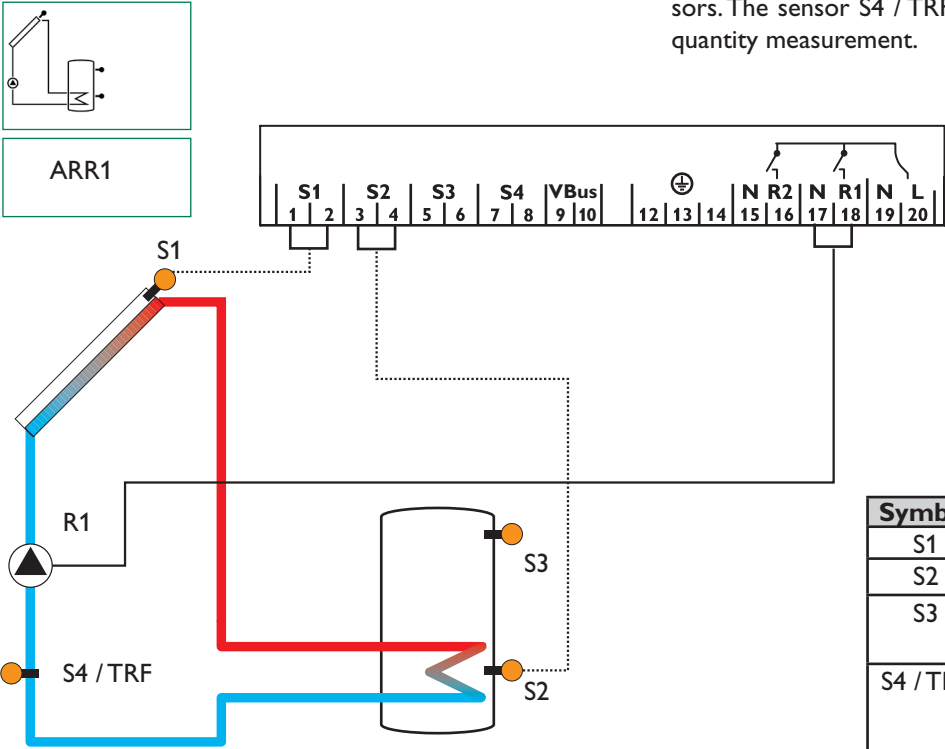 sors. The sensor S4 / TRF
quantity measurement.
ARR1
S1 S2 S3 S4 VBus N R2 N R1 N L
1 2 3 4 5 6 7 8 9 10 12 13 14 15 16 17 18 19 20
S1
R1
S3
S4 / TRF
S2
Symb
S1
S2
S3
S4 / T